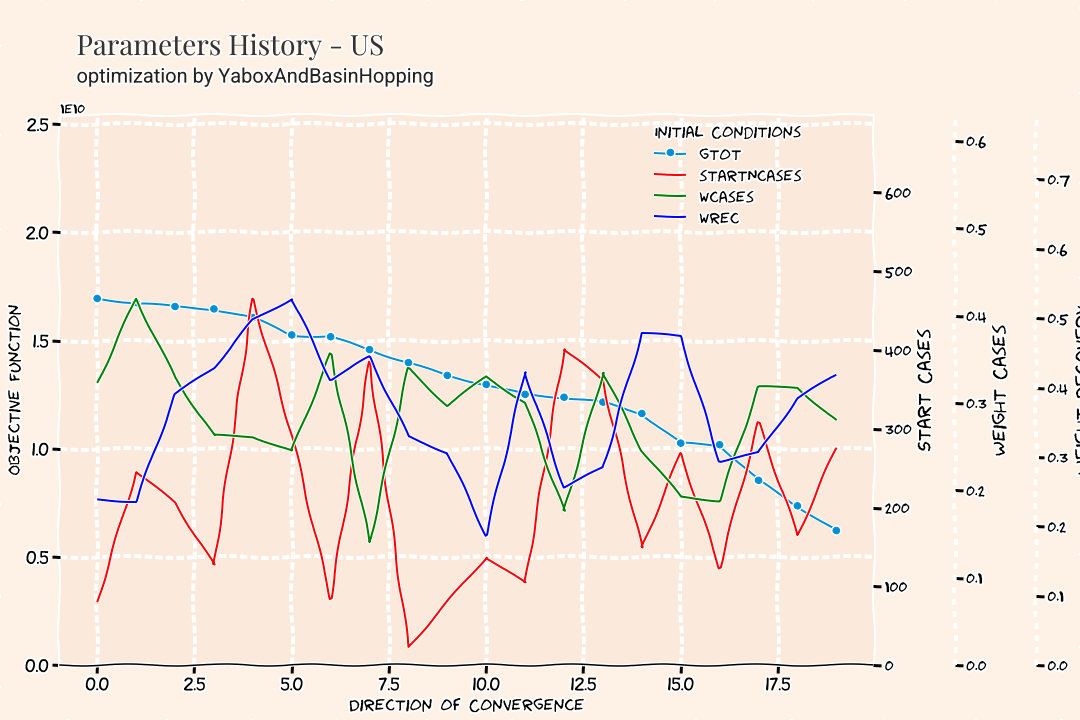 Parameters History - US
optimization by YaboxAndBasinHopping
1E10
INITIAL CONDITIONS
GTOT
STARTNCASES
WCASES
WREC
2.5
2.0
1.5
1.0
0.5
0.0
OBJECTIVE FUNCTION
600
500
400
300
200
100
0
START CASES
0.6
0.5
0.4
0.3
0.2
0.1
0.0
WEIGHT CASES
0.7
0.6
0.5
0.4
0.3
0.2
0.1
0.0
0.0 2.5 5.0 7.5 10.0 12.5 15.0 17.5
DIRECTION OF CONVERGENCE